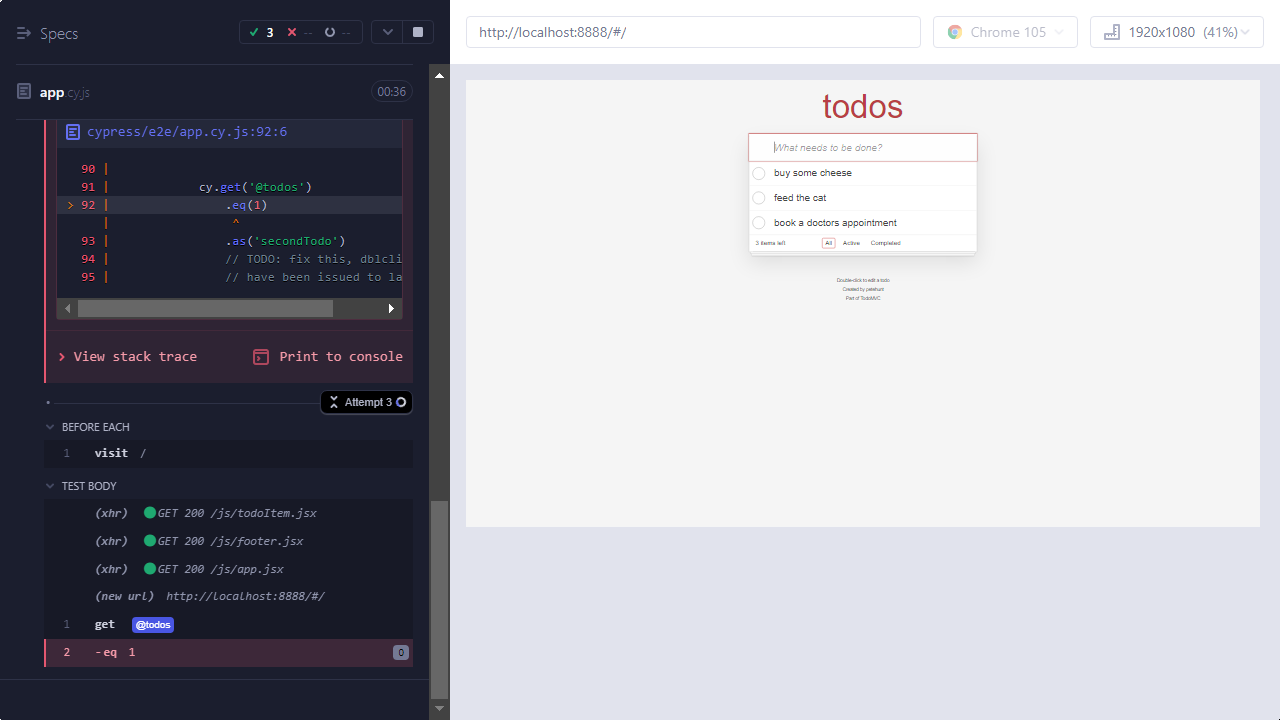 Specs
3 -- --
app.cy.js
00:36
cypress/e2e/app.cy.js:92:6
90 |
91 | cy.get('@todos')
> 92 | .eq(1)
| ^
93 | .as('secondTodo')
94 | // TODO: fix this, dblcli
95 | // have been issued to la
View stack trace
Print to console
Attempt 3
BEFORE EACH
1 visit /
TEST BODY
(xhr) GET 200 /js/todoItem.jsx
(xhr) GET 200 /js/footer.jsx
(xhr) GET 200 /js/app.jsx
(new url) http://localhost:8888/#/
1 get @todos
2 -eq 1 0
http://localhost:8888/#/
Chrome 105
1920x1080 (41%)
todos
What needs to be done?
buy some cheese
feed the cat
book a doctors appointment
3 items left All Active Completed
Double-click to edit a todo
Created by petehunt
Part of TodoMVC